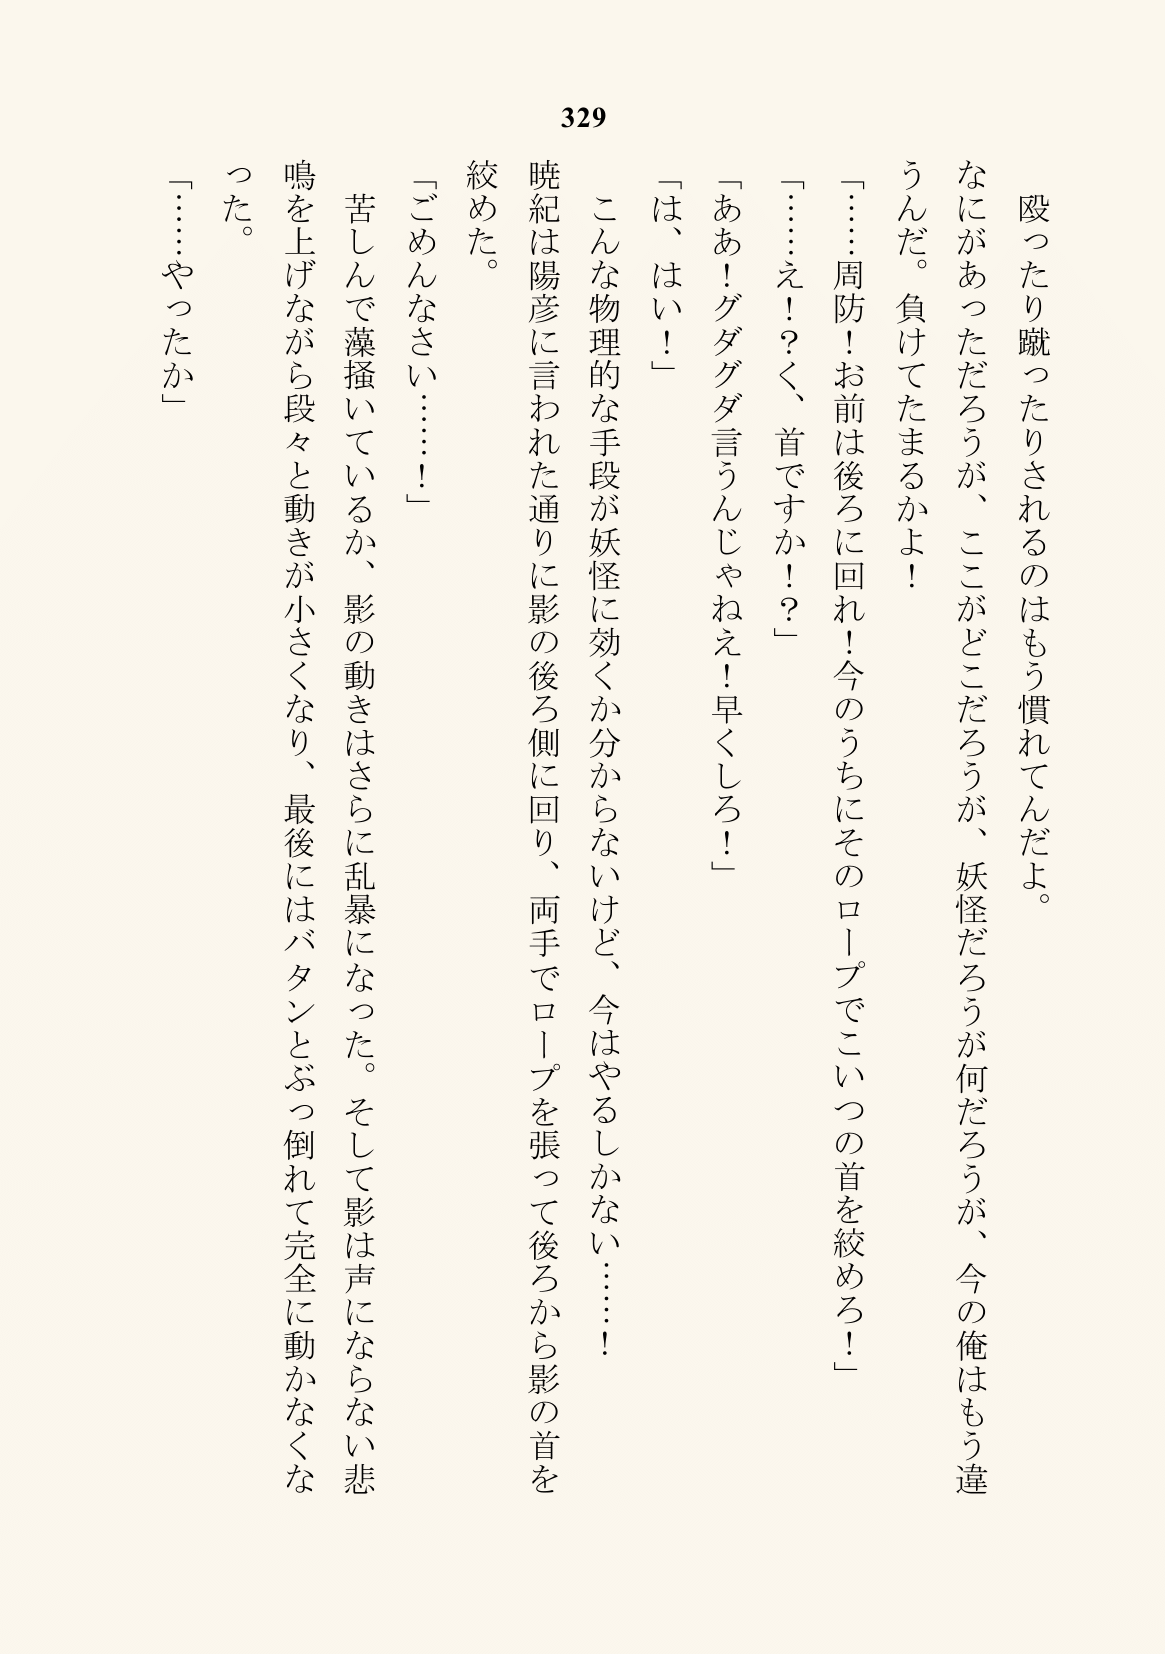 329
　殴ったり蹴ったりされるのはもう慣れてんだよ。
なにがあっただろうが、ここがどこだろうが、妖怪だろうが何だろうが、今の俺はもう違
うんだ。負けてたまるかよ！
「……周防！お前は後ろに回れ！今のうちにそのロープでこいつの首を絞めろ！」
「……え！？く、首ですか！？」
「ああ！グダグダ言うんじゃねえ！早くしろ！」
「は、はい！」
　こんな物理的な手段が妖怪に効くか分からないけど、今はやるしかない……！
暁紀は陽彦に言われた通りに影の後ろ側に回り、両手でロープを張って後ろから影の首を
絞めた。
「ごめんなさい……！」
　苦しんで藻掻いているか、影の動きはさらに乱暴になった。そして影は声にならない悲
鳴を上げながら段々と動きが小さくなり、最後にはバタンとぶっ倒れて完全に動かなくな
った。
「……やったか」